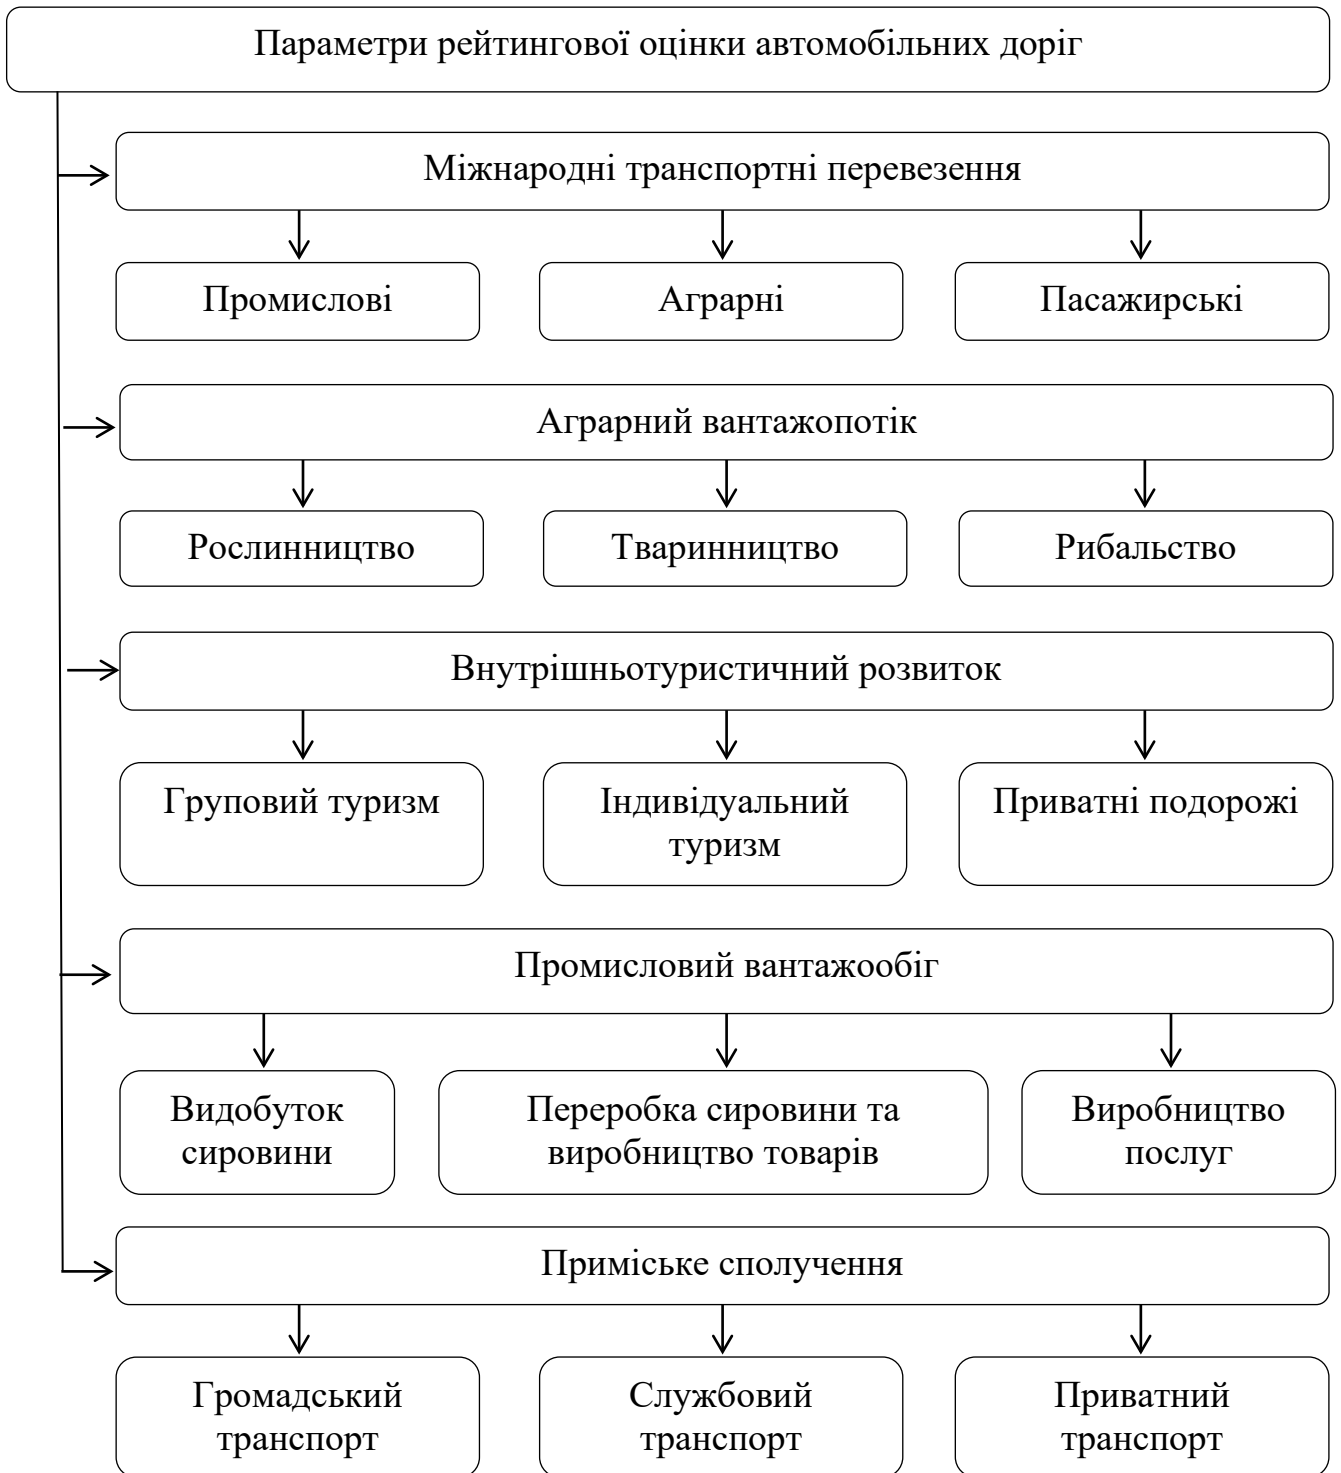 Параметри рейтингової оцінки автомобільних доріг
Міжнародні транспортні перевезення
Промислові
Аграрні
Пасажирські
Аграрний вантажопотік
Рослинництво
Тваринництво
Рибальство
Внутрішньотуристичний розвиток
Груповий туризм
Індивідуальний
туризм
Приватні подорожі
Промисловий вантажообіг
Видобуток
сировини
Переробка сировини та
виробництво товарів
Виробництво
послуг
Приміське сполучення
Громадський
транспорт
Службовий
транспорт
Приватний
транспорт